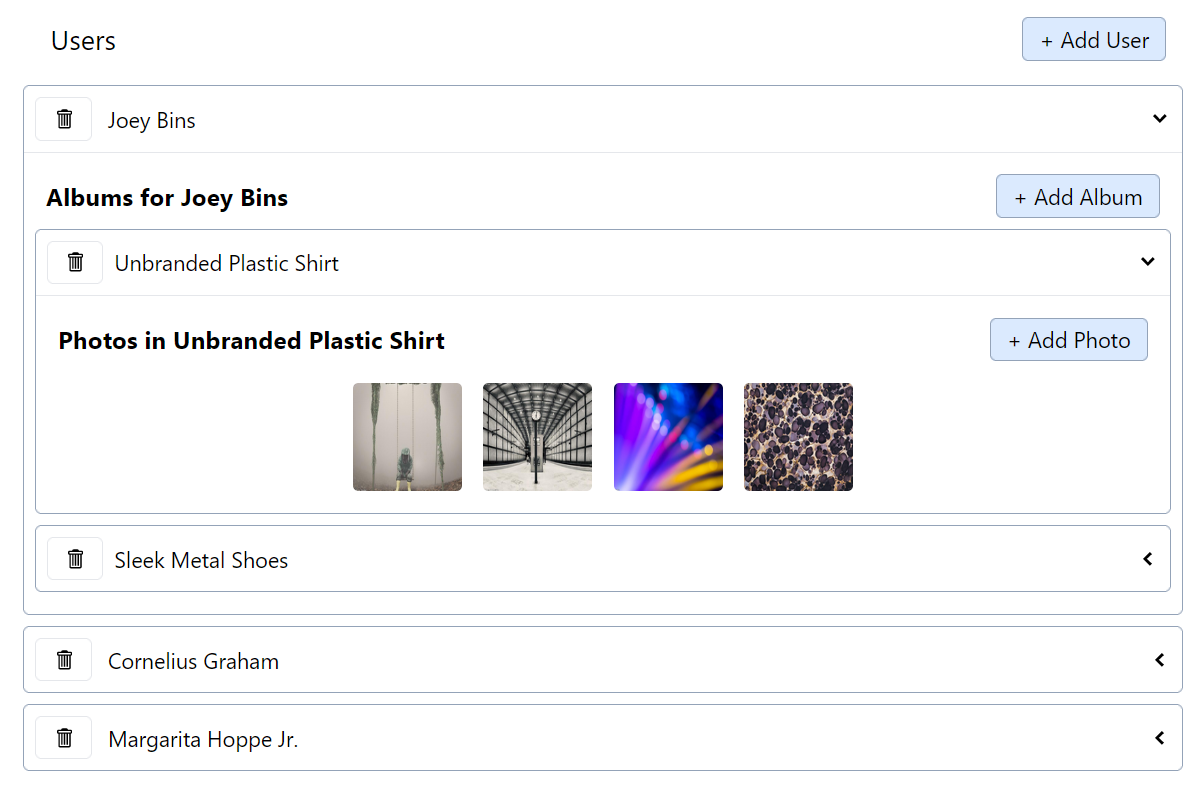 Users
+ Add User
Joey Bins
Albums for Joey Bins
+ Add Album
Unbranded Plastic Shirt
Photos in Unbranded Plastic Shirt
+ Add Photo
Sleek Metal Shoes
Cornelius Graham
Margarita Hoppe Jr.